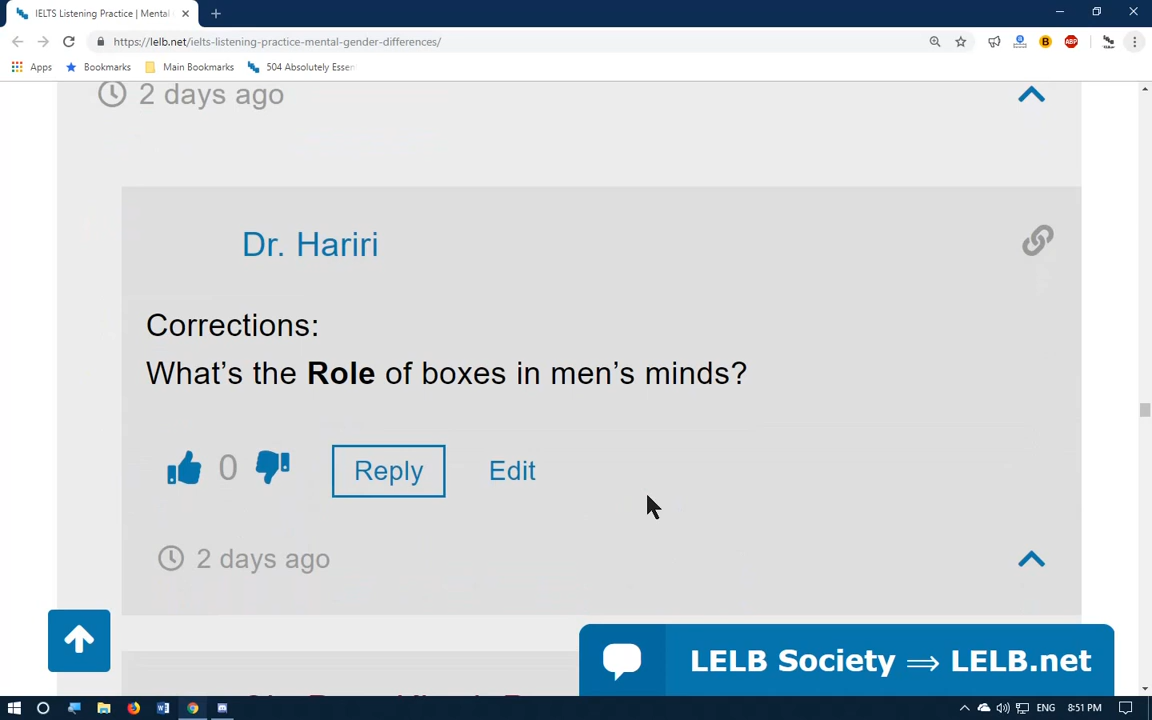 IELTS Listening Practice | Mental
https://lelb.net/ielts-listening-practice-mental-gender-differences/
Apps Bookmarks Main Bookmarks 504 Absolutely Essen
2 days ago
Dr. Hariri
Corrections:
What's the Role of boxes in men's minds?
0 Reply Edit
2 days ago
LELB Society ⟹ LELB.net
ENG 8:51 PM